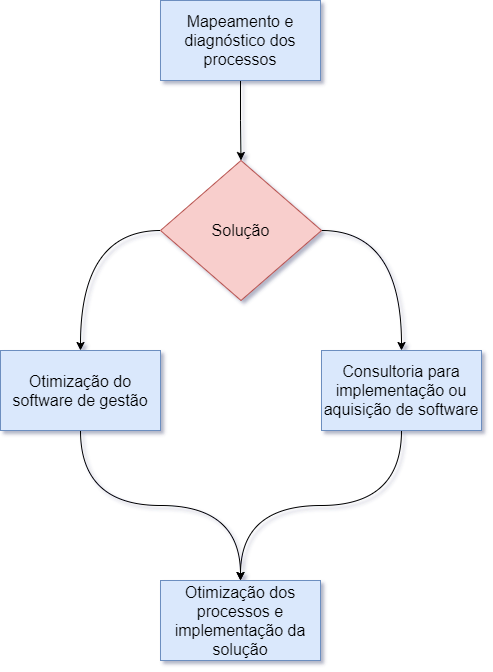 Mapeamento e
diagnóstico dos
processos
Solução
Otimização do
software de gestão
Consultoria para
implementação ou
aquisição de software
Otimização dos
processos e
implementação da
solução